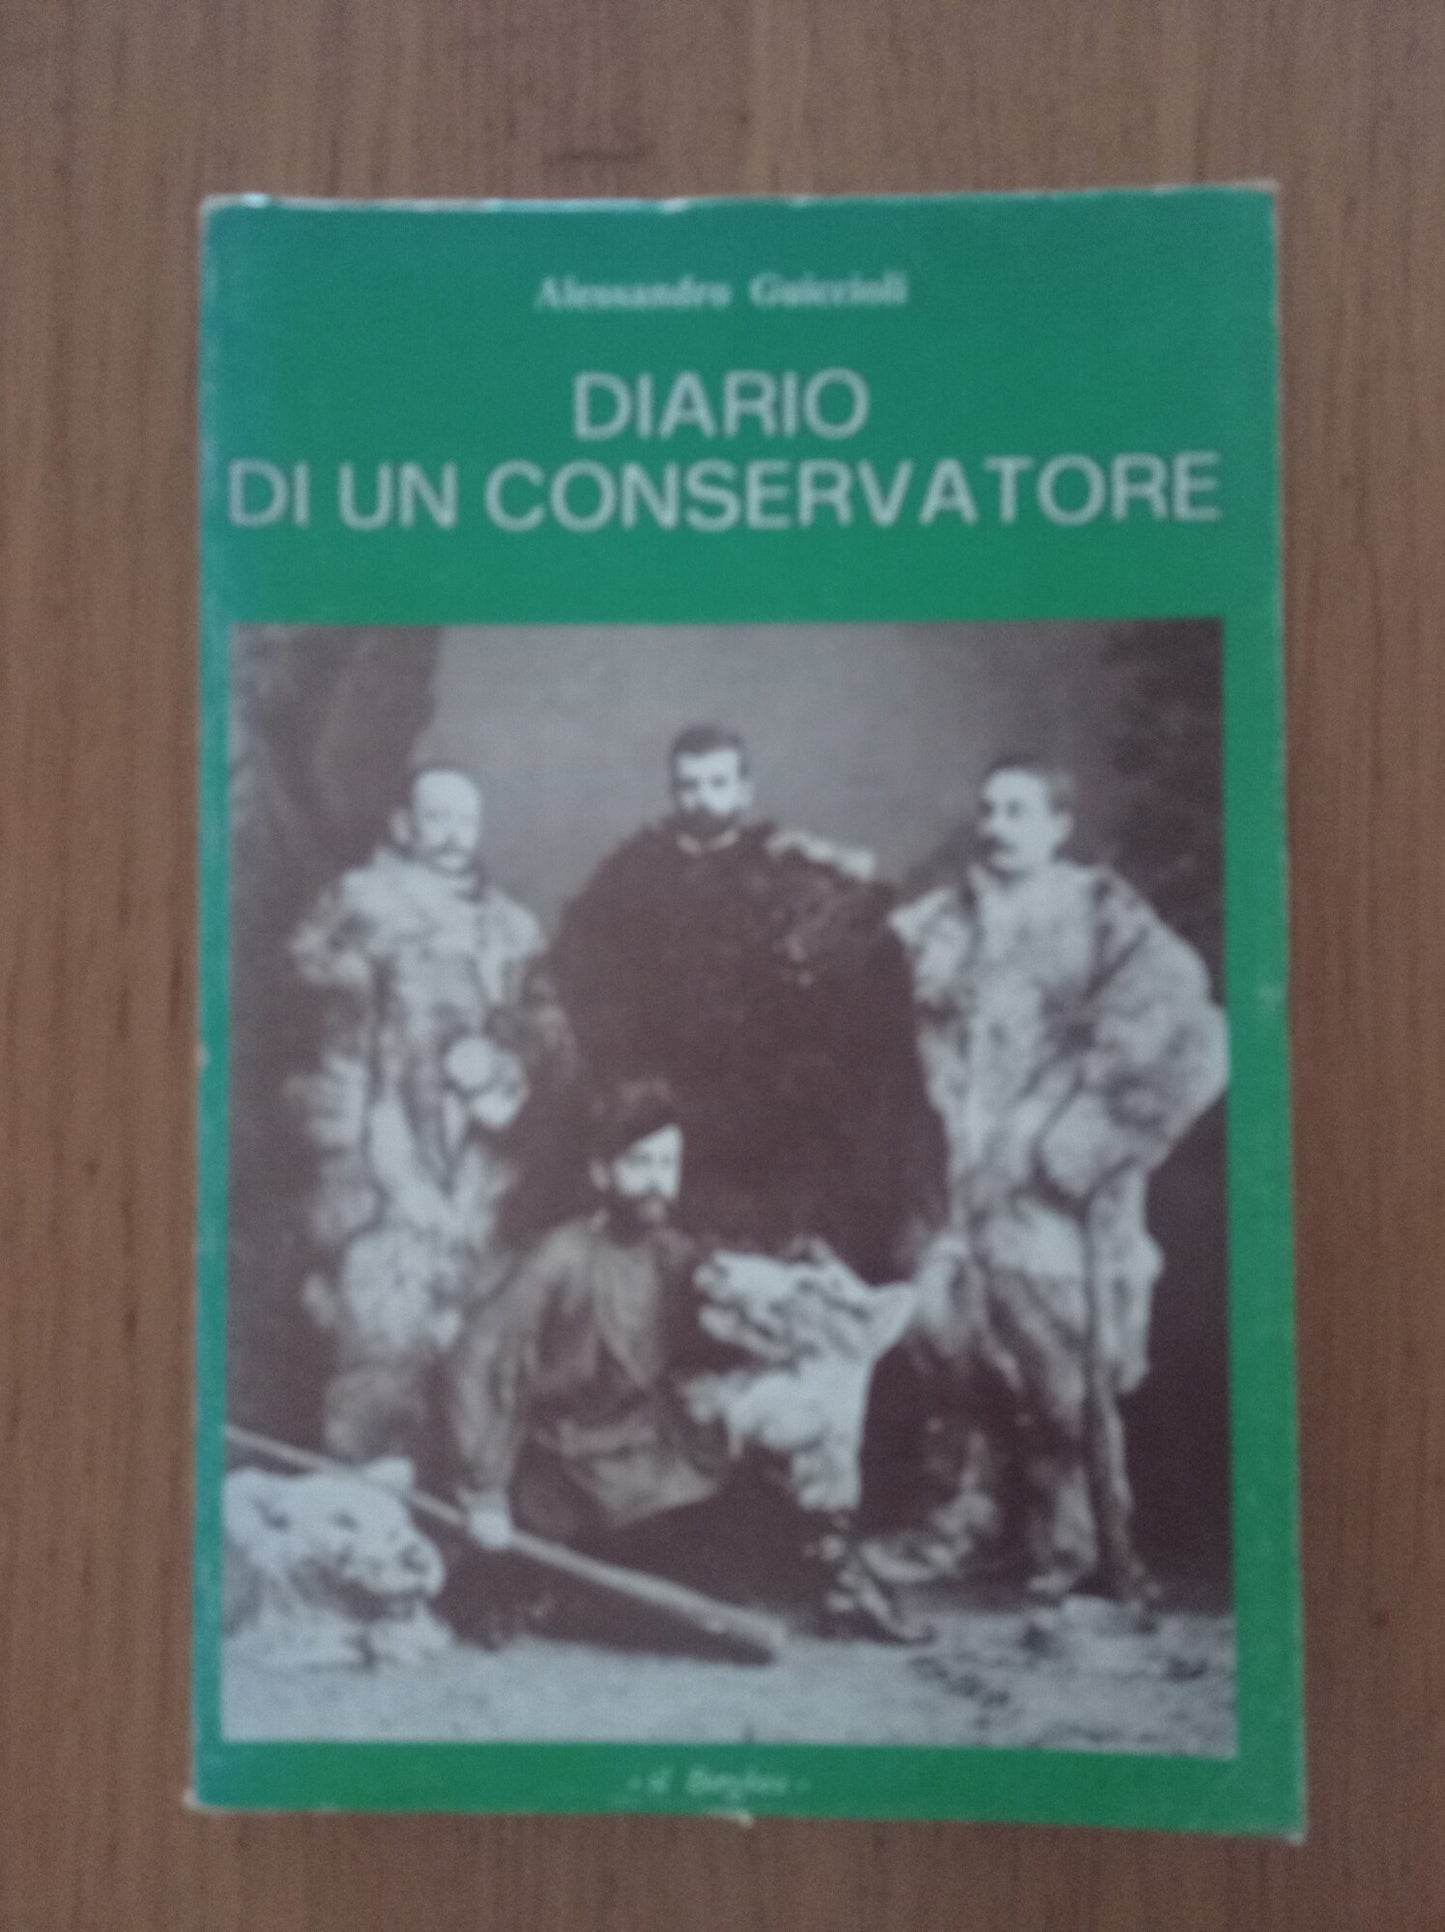 Alessandro Guiccioli
DIARIO
DI UN CONSERVATORE
- il Borghese -